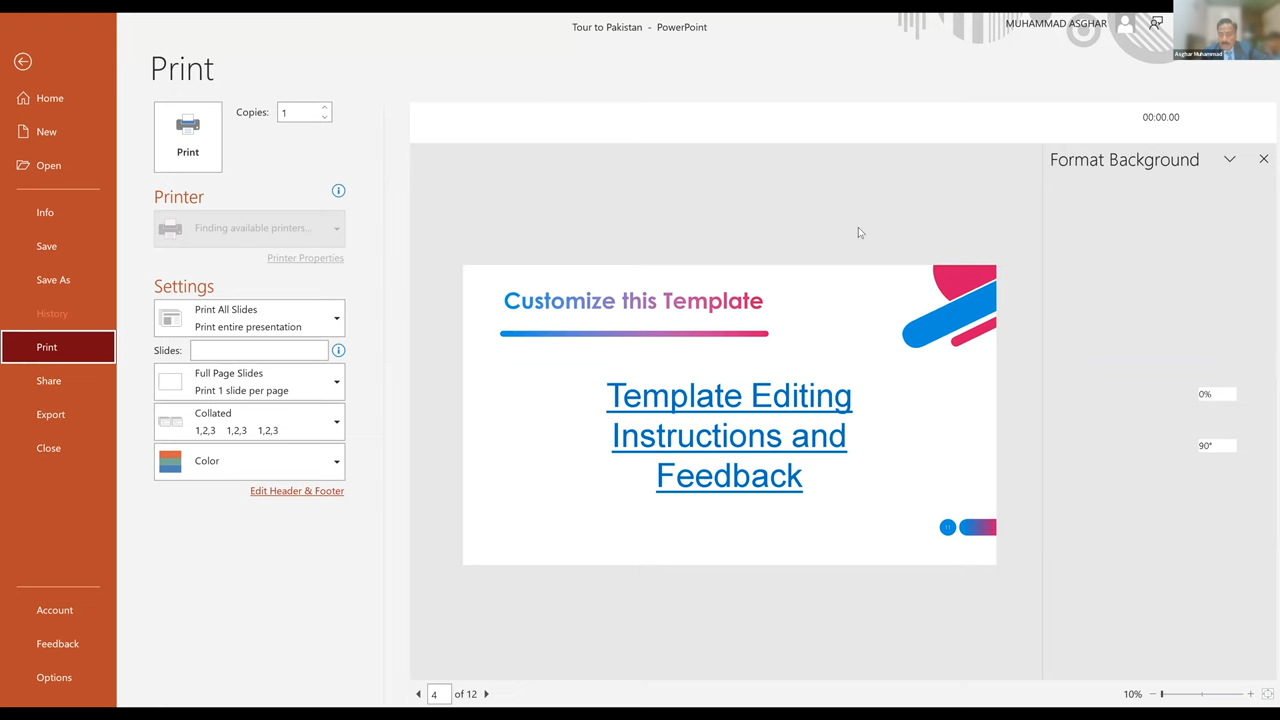 Tour to Pakistan - PowerPoint
MUHAMMAD ASGHAR
Asghar Muhammad
Print
Home
New
Open
Info
Save
Save As
History
Print
Share
Export
Close
Account
Feedback
Options
Print
Copies: 1
Printer
Finding available printers...
Printer Properties
Settings
Print All Slides
Print entire presentation
Slides:
Full Page Slides
Print 1 slide per page
Collated
1,2,3 1,2,3 1,2,3
Color
Edit Header & Footer
00:00.00
Format Background
Customize this Template
Template Editing
Instructions and
Feedback
11
0%
90°
4 of 12
10%